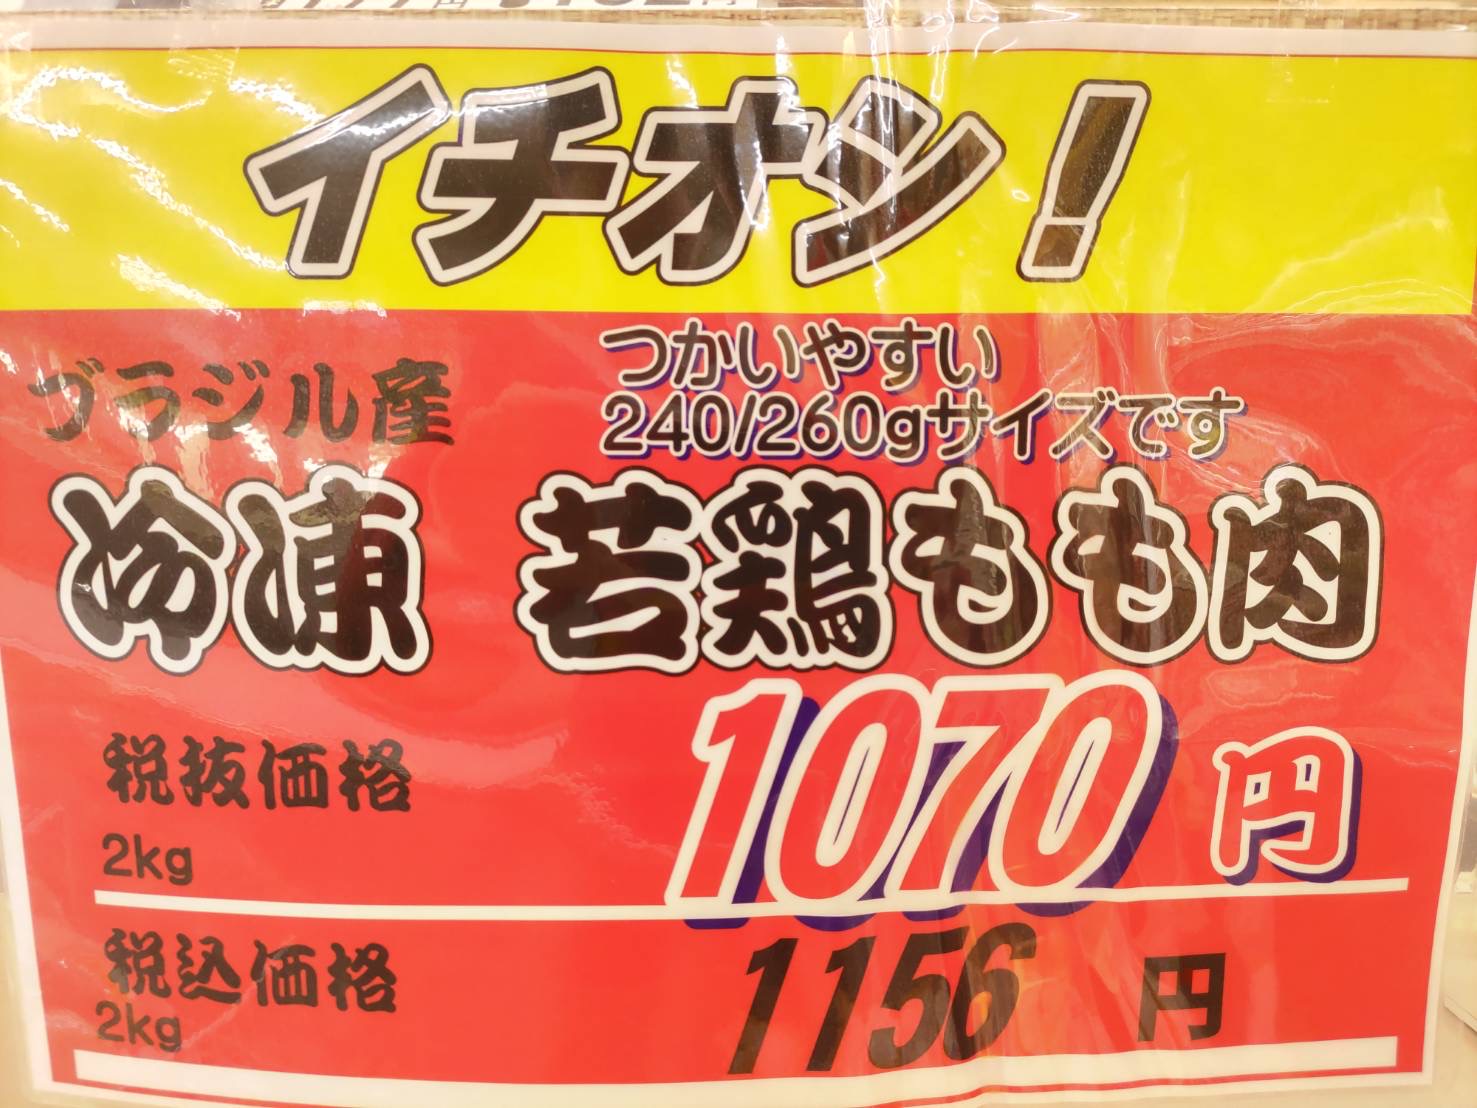 イチオシ!
ブラジル産
つかいやすい
240/260gサイズです
冷凍 若鶏もも肉
税抜価格
2kg
1070円
税込価格
2kg
1156円